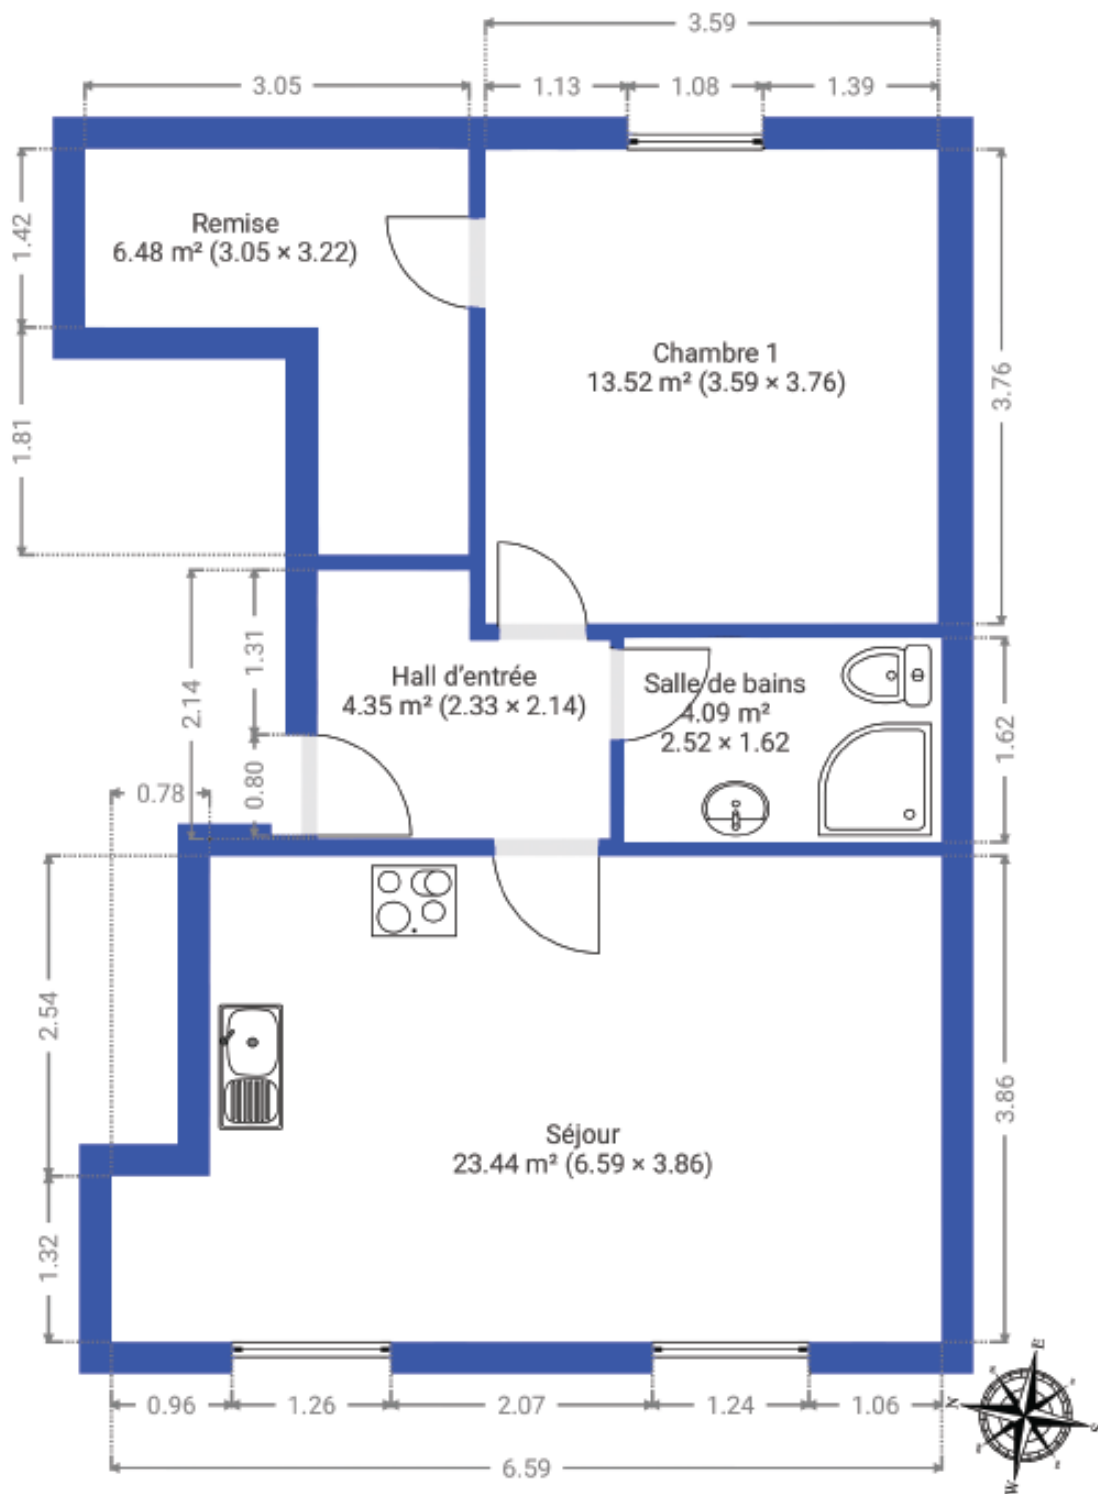 3.59
3.05
1.13
1.08
1.39
1.42
Remise
6.48 m² (3.05 × 3.22)
Chambre 1
13.52 m² (3.59 × 3.76)
3.76
1.81
1.31
2.14
Hall d'entrée
4.35 m² (2.33 × 2.14)
Salle de bains
4.09 m²
2.52 × 1.62
1.62
0.80
0.78
2.54
3.86
Séjour
23.44 m² (6.59 × 3.86)
1.32
0.96
1.26
2.07
1.24
1.06
6.59
E
N
S
W